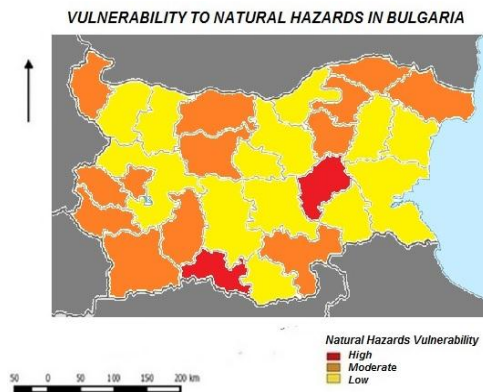 VULNERABILITY TO NATURAL HAZARDS IN BULGARIA
Natural Hazards Vulnerability
High
Moderate
Low
50 0 50 100 150 200 km